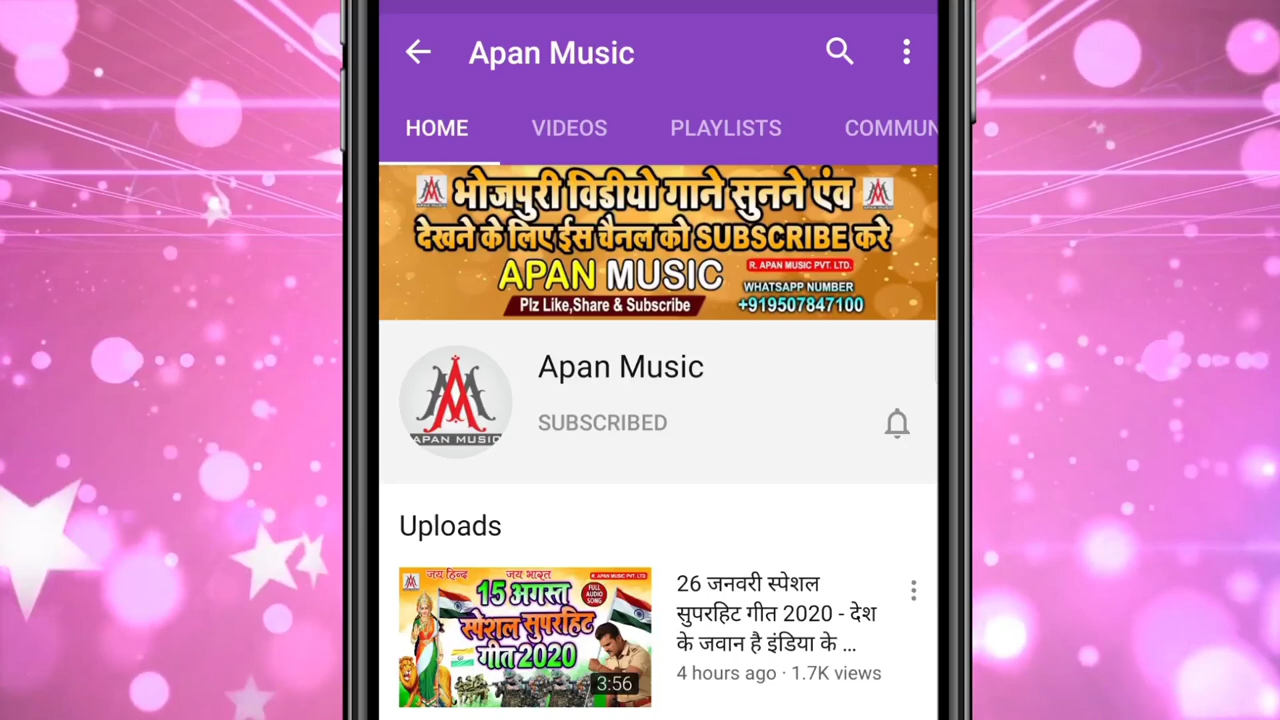 Apan Music
HOME VIDEOS PLAYLISTS COMMUN
भोजपुरी विडीयो गाने सुनने एंव
देखने के लिए ईस चैनल को SUBSCRIBE करे
APAN MUSIC
R. APAN MUSIC PVT. LTD.
WHATSAPP NUMBER
Plz Like,Share & Subscribe
+919507847100
Apan Music
SUBSCRIBED
APAN MUSIC
Uploads
जय हिन्द जय भारत
R. APAN MUSIC PVT. LTD
15 अगस्त
FULL
AUDIO
SONG
स्पेशल सुपरहिट
गीत 2020
3:56
26 जनवरी स्पेशल
सुपरहिट गीत 2020 - देश
के जवान है इंडिया के ...
4 hours ago · 1.7K views